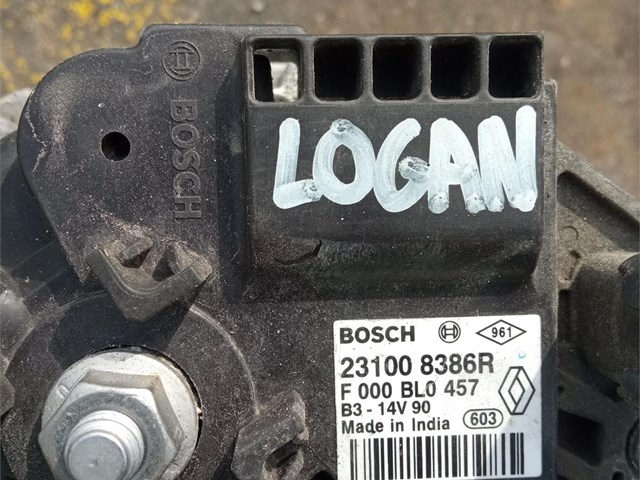 BOSCH
LOGAN
BOSCH 961
23100 8386R
F 000 BL0 457
B3 - 14V 90
Made in India 603